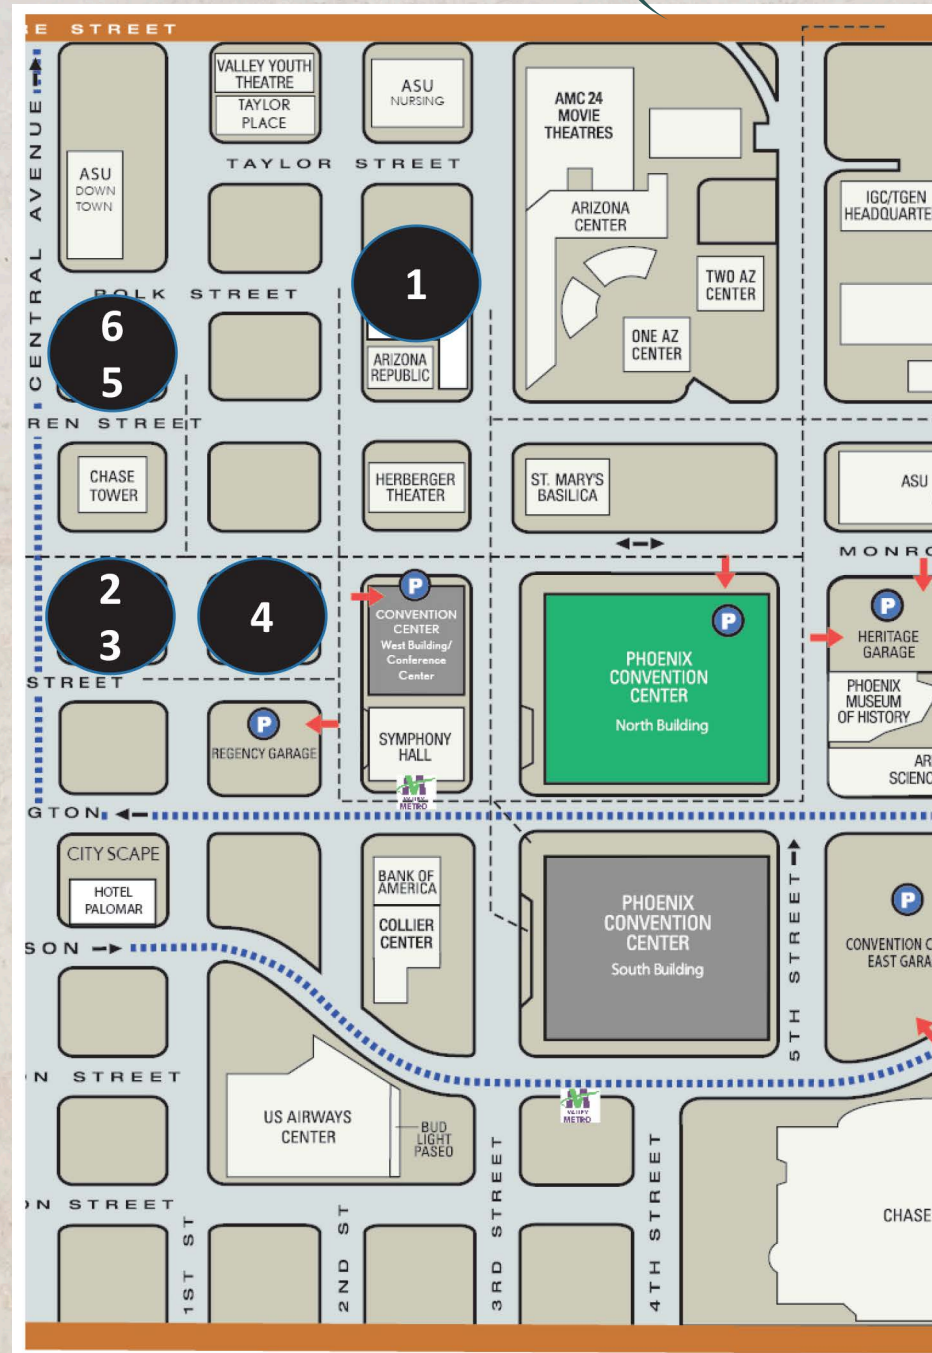 E STREET
CENTRAL AVENUE
VALLEY YOUTH
THEATRE
TAYLOR
PLACE
ASU
NURSING
AMC 24
MOVIE
THEATRES
TAYLOR STREET
ASU
DOWN
TOWN
ARIZONA
CENTER
IGC/TGEN
HEADQUARTE
TWO AZ
CENTER
ONE AZ
CENTER
POLK STREET
1
6
5
ARIZONA
REPUBLIC
REN STREET
CHASE
TOWER
HERBERGER
THEATER
ST. MARY'S
BASILICA
ASU
MONRO
2
3
4
P
CONVENTION
CENTER
West Building/
Conference
Center
P
PHOENIX
CONVENTION
CENTER
North Building
P
HERITAGE
GARAGE
STREET
P
REGENCY GARAGE
SYMPHONY
HALL
VALLEY
METRO
PHOENIX
MUSEUM
OF HISTORY
AR
SCIENC
GTON
CITY SCAPE
HOTEL
PALOMAR
BANK OF
AMERICA
COLLIER
CENTER
PHOENIX
CONVENTION
CENTER
South Building
5TH STREET
P
CONVENTION C
EAST GARA
SON
N STREET
US AIRWAYS
CENTER
BUD
LIGHT
PASEO
VALLEY
METRO
ON STREET
1ST ST
2ND ST
3RD STREET
4TH STREET
CHASE